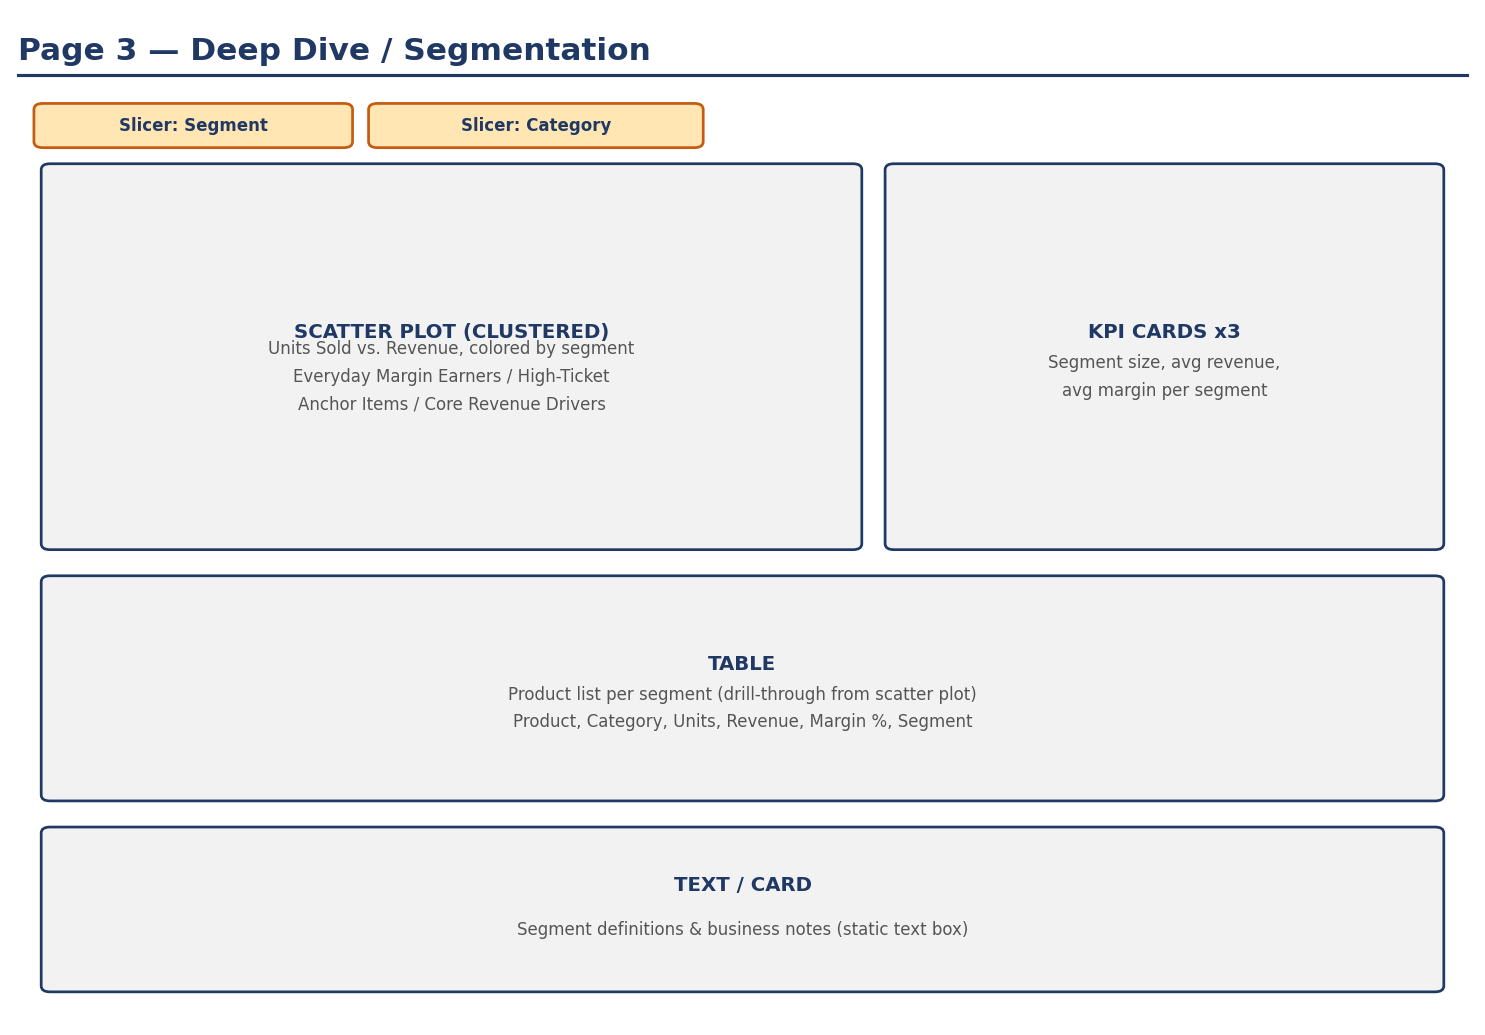 Page 3 — Deep Dive / Segmentation
Slicer: Segment
Slicer: Category
SCATTER PLOT (CLUSTERED)
Units Sold vs. Revenue, colored by segment
Everyday Margin Earners / High-Ticket
Anchor Items / Core Revenue Drivers
KPI CARDS x3
Segment size, avg revenue,
avg margin per segment
TABLE
Product list per segment (drill-through from scatter plot)
Product, Category, Units, Revenue, Margin %, Segment
TEXT / CARD
Segment definitions & business notes (static text box)